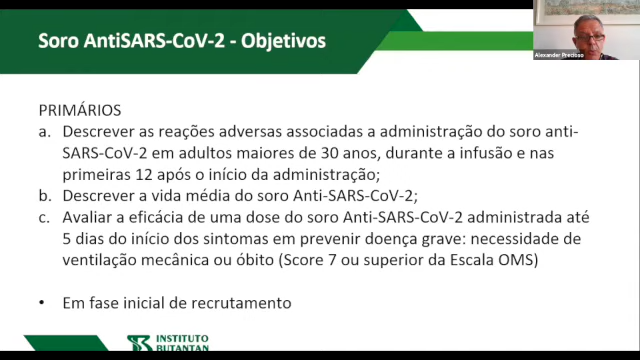 Soro AntiSARS-CoV-2 - Objetivos
Alexander Precioso
PRIMÁRIOS
a. Descrever as reações adversas associadas a administração do soro anti-
SARS-CoV-2 em adultos maiores de 30 anos, durante a infusão e nas
primeiras 12 após o início da administração;
b. Descrever a vida média do soro Anti-SARS-CoV-2;
c. Avaliar a eficácia de uma dose do soro Anti-SARS-CoV-2 administrada até
5 dias do início dos sintomas em prevenir doença grave: necessidade de
ventilação mecânica ou óbito (Score 7 ou superior da Escala OMS)
• Em fase inicial de recrutamento
INSTITUTO
BUTANTAN